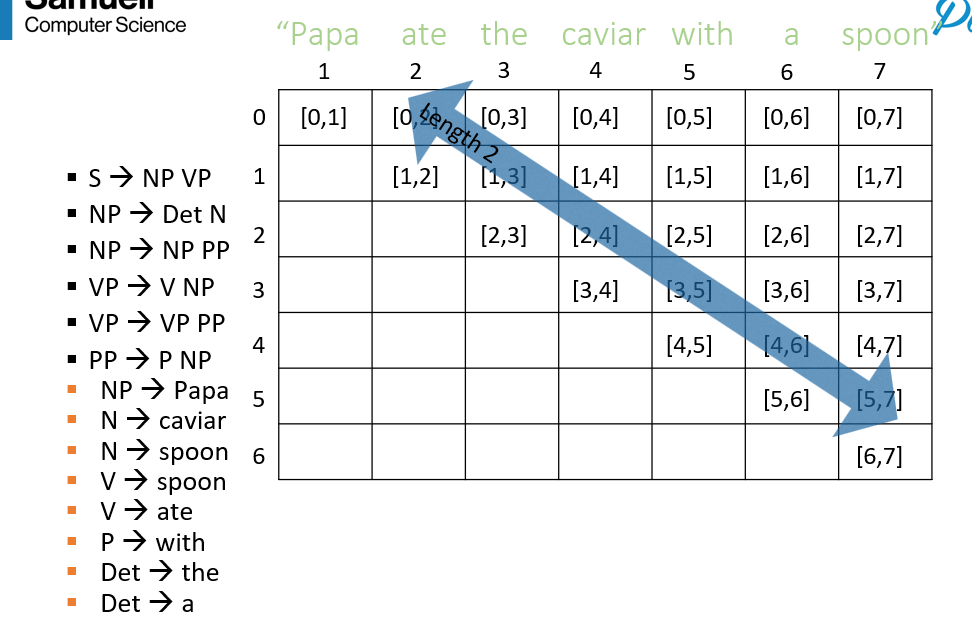 Samueli
Computer Science
“Papa ate the caviar with a spoon”
1 2 3 4 5 6 7
0 [0,1] [0,2] [0,3] [0,4] [0,5] [0,6] [0,7]
Length 2
1 [1,2] [1,3] [1,4] [1,5] [1,6] [1,7]
2 [2,3] [2,4] [2,5] [2,6] [2,7]
3 [3,4] [3,5] [3,6] [3,7]
4 [4,5] [4,6] [4,7]
5 [5,6] [5,7]
6 [6,7]
▪ S → NP VP
▪ NP → Det N
▪ NP → NP PP
▪ VP → V NP
▪ VP → VP PP
▪ PP → P NP
▪ NP → Papa
▪ N → caviar
▪ N → spoon
▪ V → spoon
▪ V → ate
▪ P → with
▪ Det → the
▪ Det → a